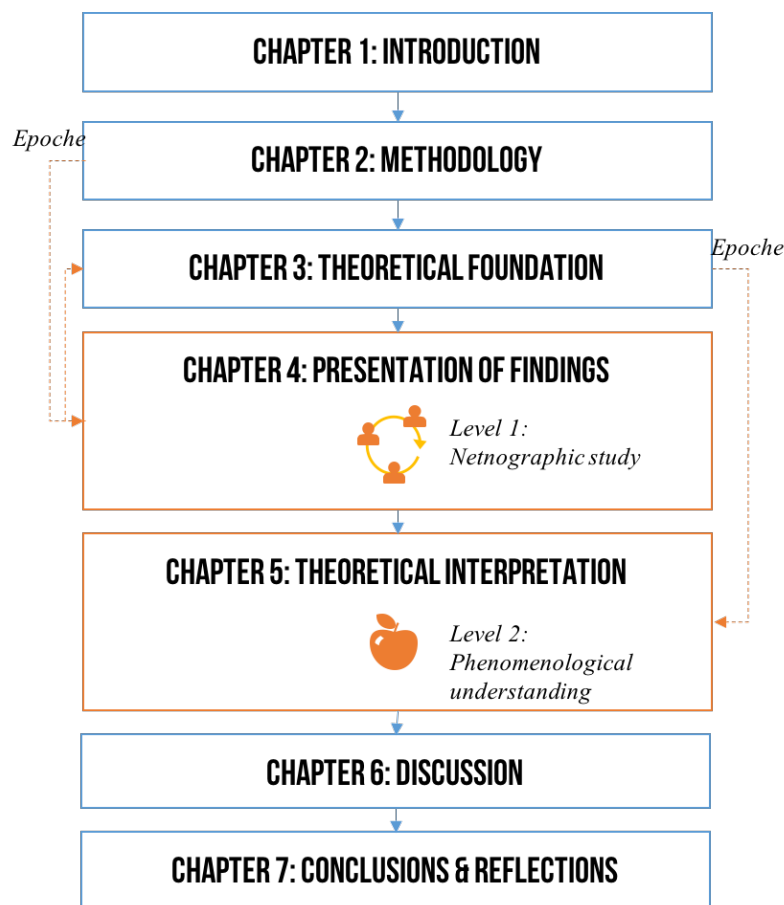 CHAPTER 1: INTRODUCTION
Epoche
CHAPTER 2: METHODOLOGY
Epoche
CHAPTER 3: THEORETICAL FOUNDATION
CHAPTER 4: PRESENTATION OF FINDINGS
Level 1:
Netnographic study
CHAPTER 5: THEORETICAL INTERPRETATION
Level 2:
Phenomenological
understanding
CHAPTER 6: DISCUSSION
CHAPTER 7: CONCLUSIONS & REFLECTIONS